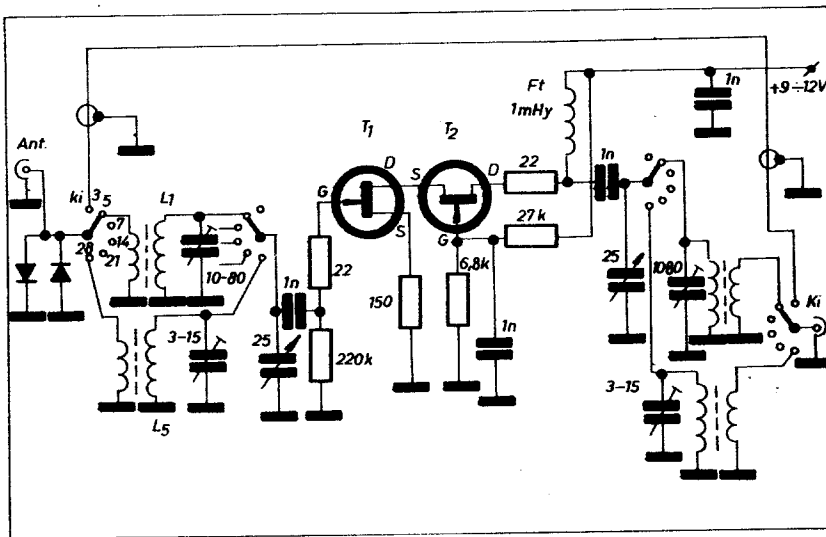 Ft
1mHy
1n
+9 ÷ 12V
Ant.
T1
T2
1n
ki
3,5
L1
D
S
D
22
7
G
28
14
S
G
27k
21
10-80
1n
22
150
6,8k
25
1080
Ki
3-15
25
1n
220k
3-15
L5